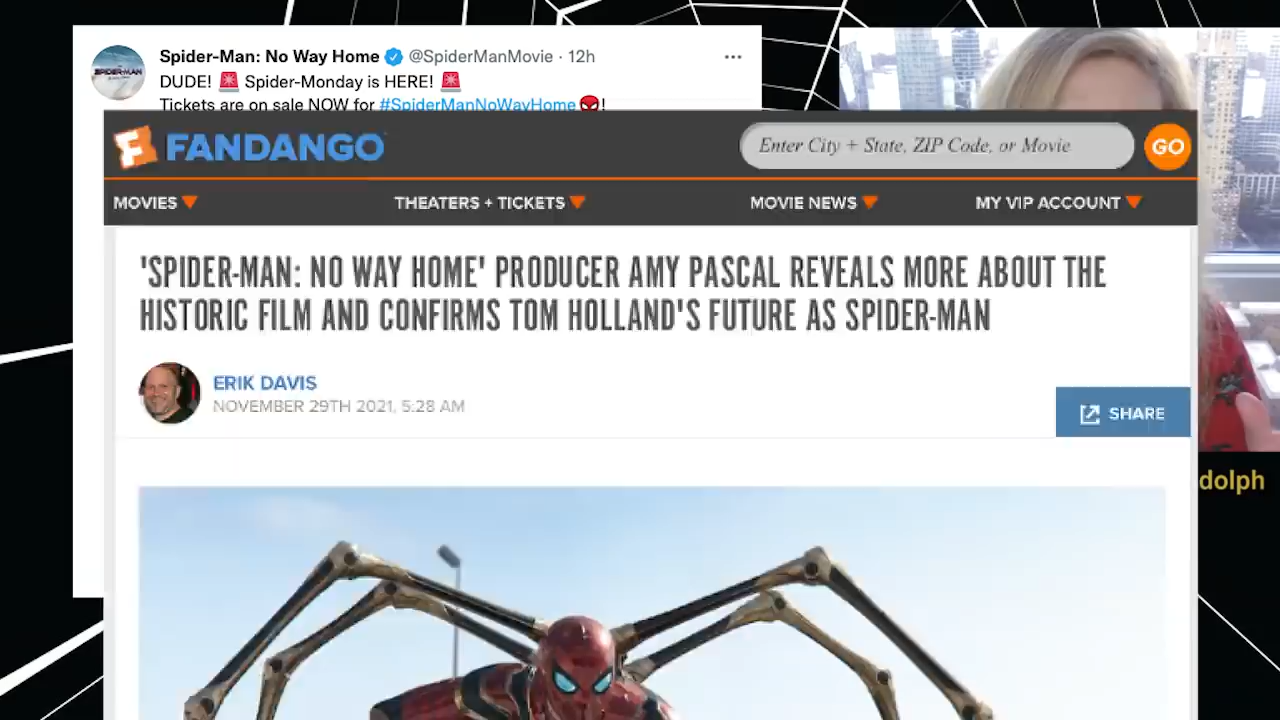 Spider-Man: No Way Home @SpiderManMovie · 12h
DUDE! 🚨 Spider-Monday is HERE! 🚨
Tickets are on sale NOW for #SpiderManNoWayHome !
FANDANGO
Enter City + State, ZIP Code, or Movie
GO
MOVIES
THEATERS + TICKETS
MOVIE NEWS
MY VIP ACCOUNT
'SPIDER-MAN: NO WAY HOME' PRODUCER AMY PASCAL REVEALS MORE ABOUT THE
HISTORIC FILM AND CONFIRMS TOM HOLLAND'S FUTURE AS SPIDER-MAN
ERIK DAVIS
NOVEMBER 29TH 2021, 5:28 AM
SHARE
dolph